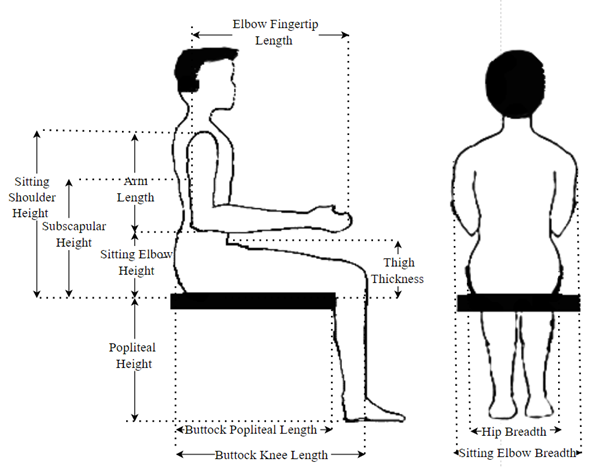 Elbow Fingertip
Length
Sitting
Shoulder
Height
Arm
Length
Subscapular
Height
Sitting Elbow
Height
Thigh
Thickness
Popliteal
Height
Buttock Popliteal Length
Buttock Knee Length
Hip Breadth
Sitting Elbow Breadth